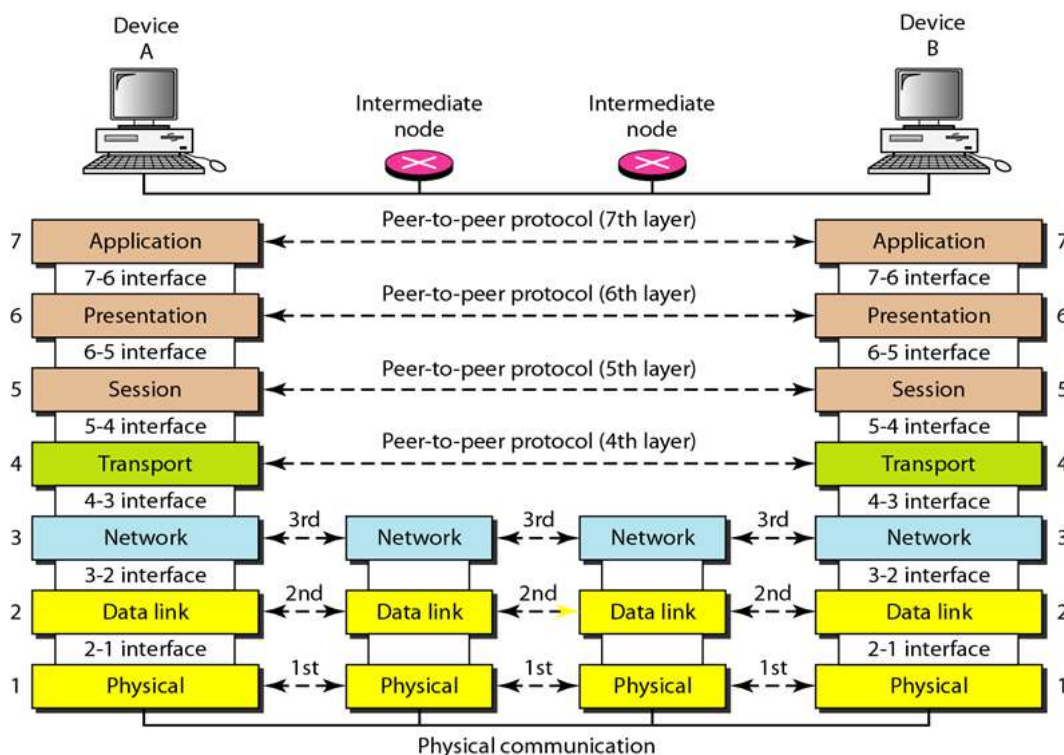 Device
A
Device
B
Intermediate
node
Intermediate
node
Peer-to-peer protocol (7th layer)
7 Application Application 7
7-6 interface 7-6 interface
Peer-to-peer protocol (6th layer)
6 Presentation Presentation 6
6-5 interface 6-5 interface
Peer-to-peer protocol (5th layer)
5 Session Session 5
5-4 interface 5-4 interface
Peer-to-peer protocol (4th layer)
4 Transport Transport 4
4-3 interface 4-3 interface
3rd 3rd 3rd
3 Network Network Network Network 3
3-2 interface 3-2 interface
2nd 2nd 2nd
2 Data link Data link Data link Data link 2
2-1 interface 2-1 interface
1st 1st 1st
1 Physical Physical Physical Physical 1
Physical communication